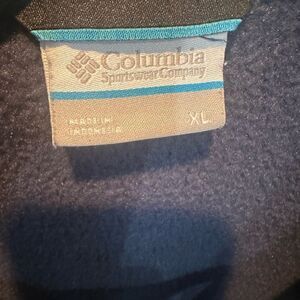 Columbia
Sportswear Company
MADE IN
INDONESIA
XL